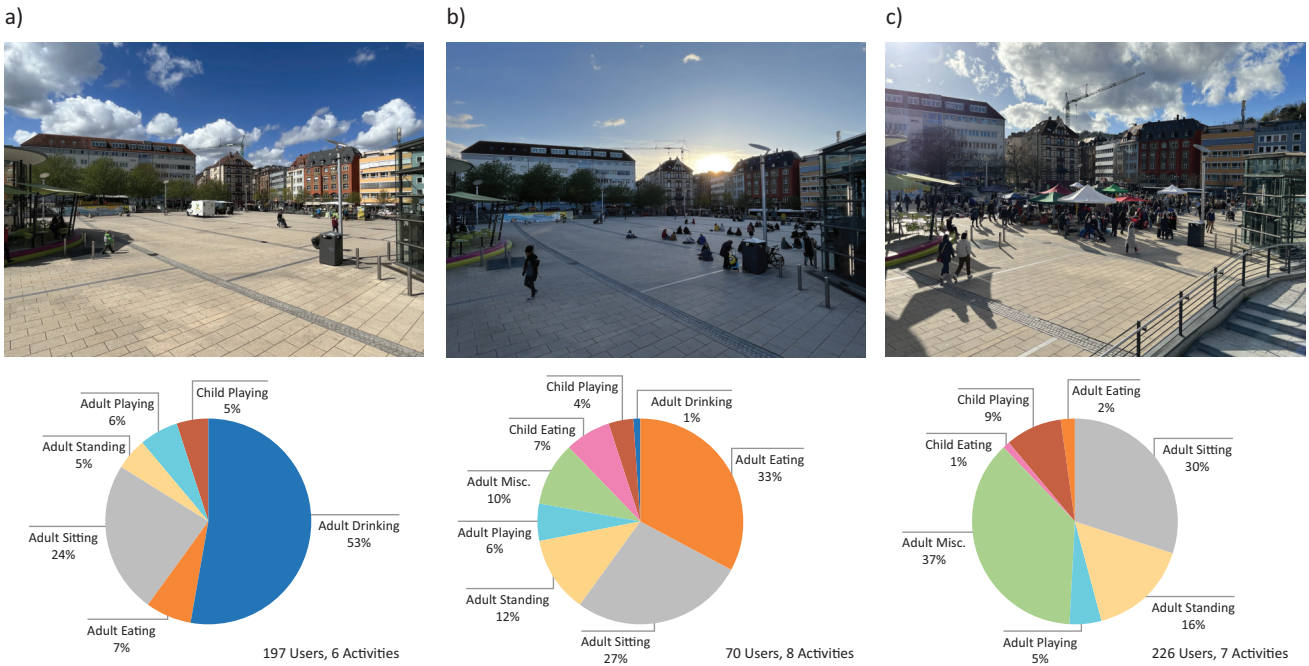 a)
b)
c)
Child Playing
5%
Adult Playing
6%
Adult Standing
5%
Adult Sitting
24%
Adult Eating
7%
Adult Drinking
53%
197 Users, 6 Activities
Child Playing
4%
Adult Drinking
1%
Child Eating
7%
Adult Eating
33%
Adult Misc.
10%
Adult Playing
6%
Adult Standing
12%
Adult Sitting
27%
70 Users, 8 Activities
Adult Eating
2%
Child Playing
9%
Child Eating
1%
Adult Sitting
30%
Adult Misc.
37%
Adult Standing
16%
Adult Playing
5%
226 Users, 7 Activities